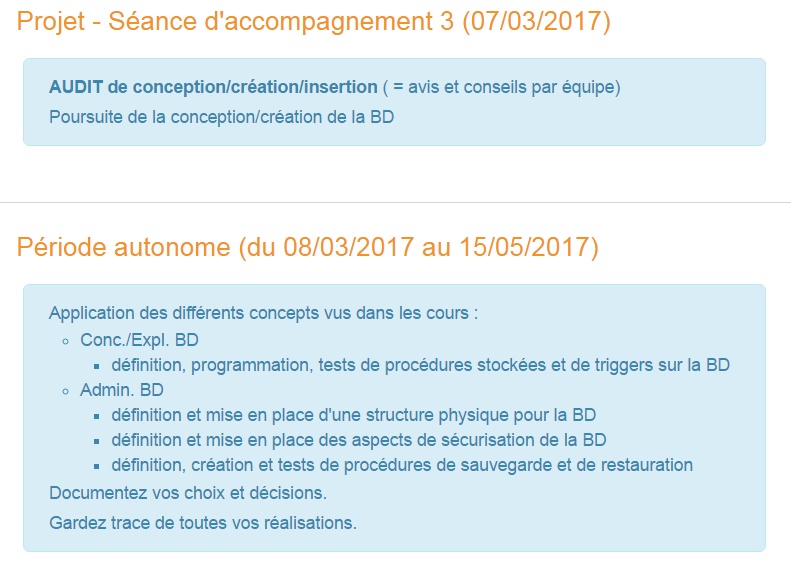 Projet - Séance d'accompagnement 3 (07/03/2017)
AUDIT de conception/création/insertion ( = avis et conseils par équipe)
Poursuite de la conception/création de la BD
Période autonome (du 08/03/2017 au 15/05/2017)
Application des différents concepts vus dans les cours :
Conc./Expl. BD
définition, programmation, tests de procédures stockées et de triggers sur la BD
Admin. BD
définition et mise en place d'une structure physique pour la BD
définition et mise en place des aspects de sécurisation de la BD
définition, création et tests de procédures de sauvegarde et de restauration
Documentez vos choix et décisions.
Gardez trace de toutes vos réalisations.